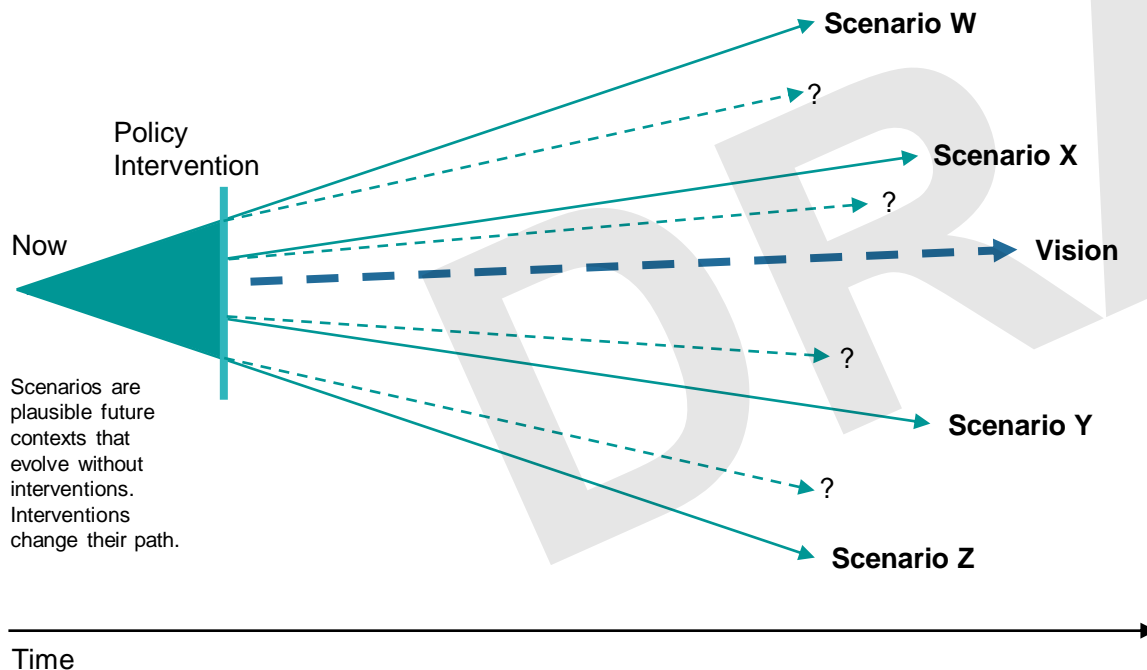 Scenario W
?
Policy
Intervention
Scenario X
?
Now
Vision
?
Scenarios are
plausible future
contexts that
evolve without
interventions.
Interventions
change their path.
Scenario Y
?
Scenario Z
Time
DRA